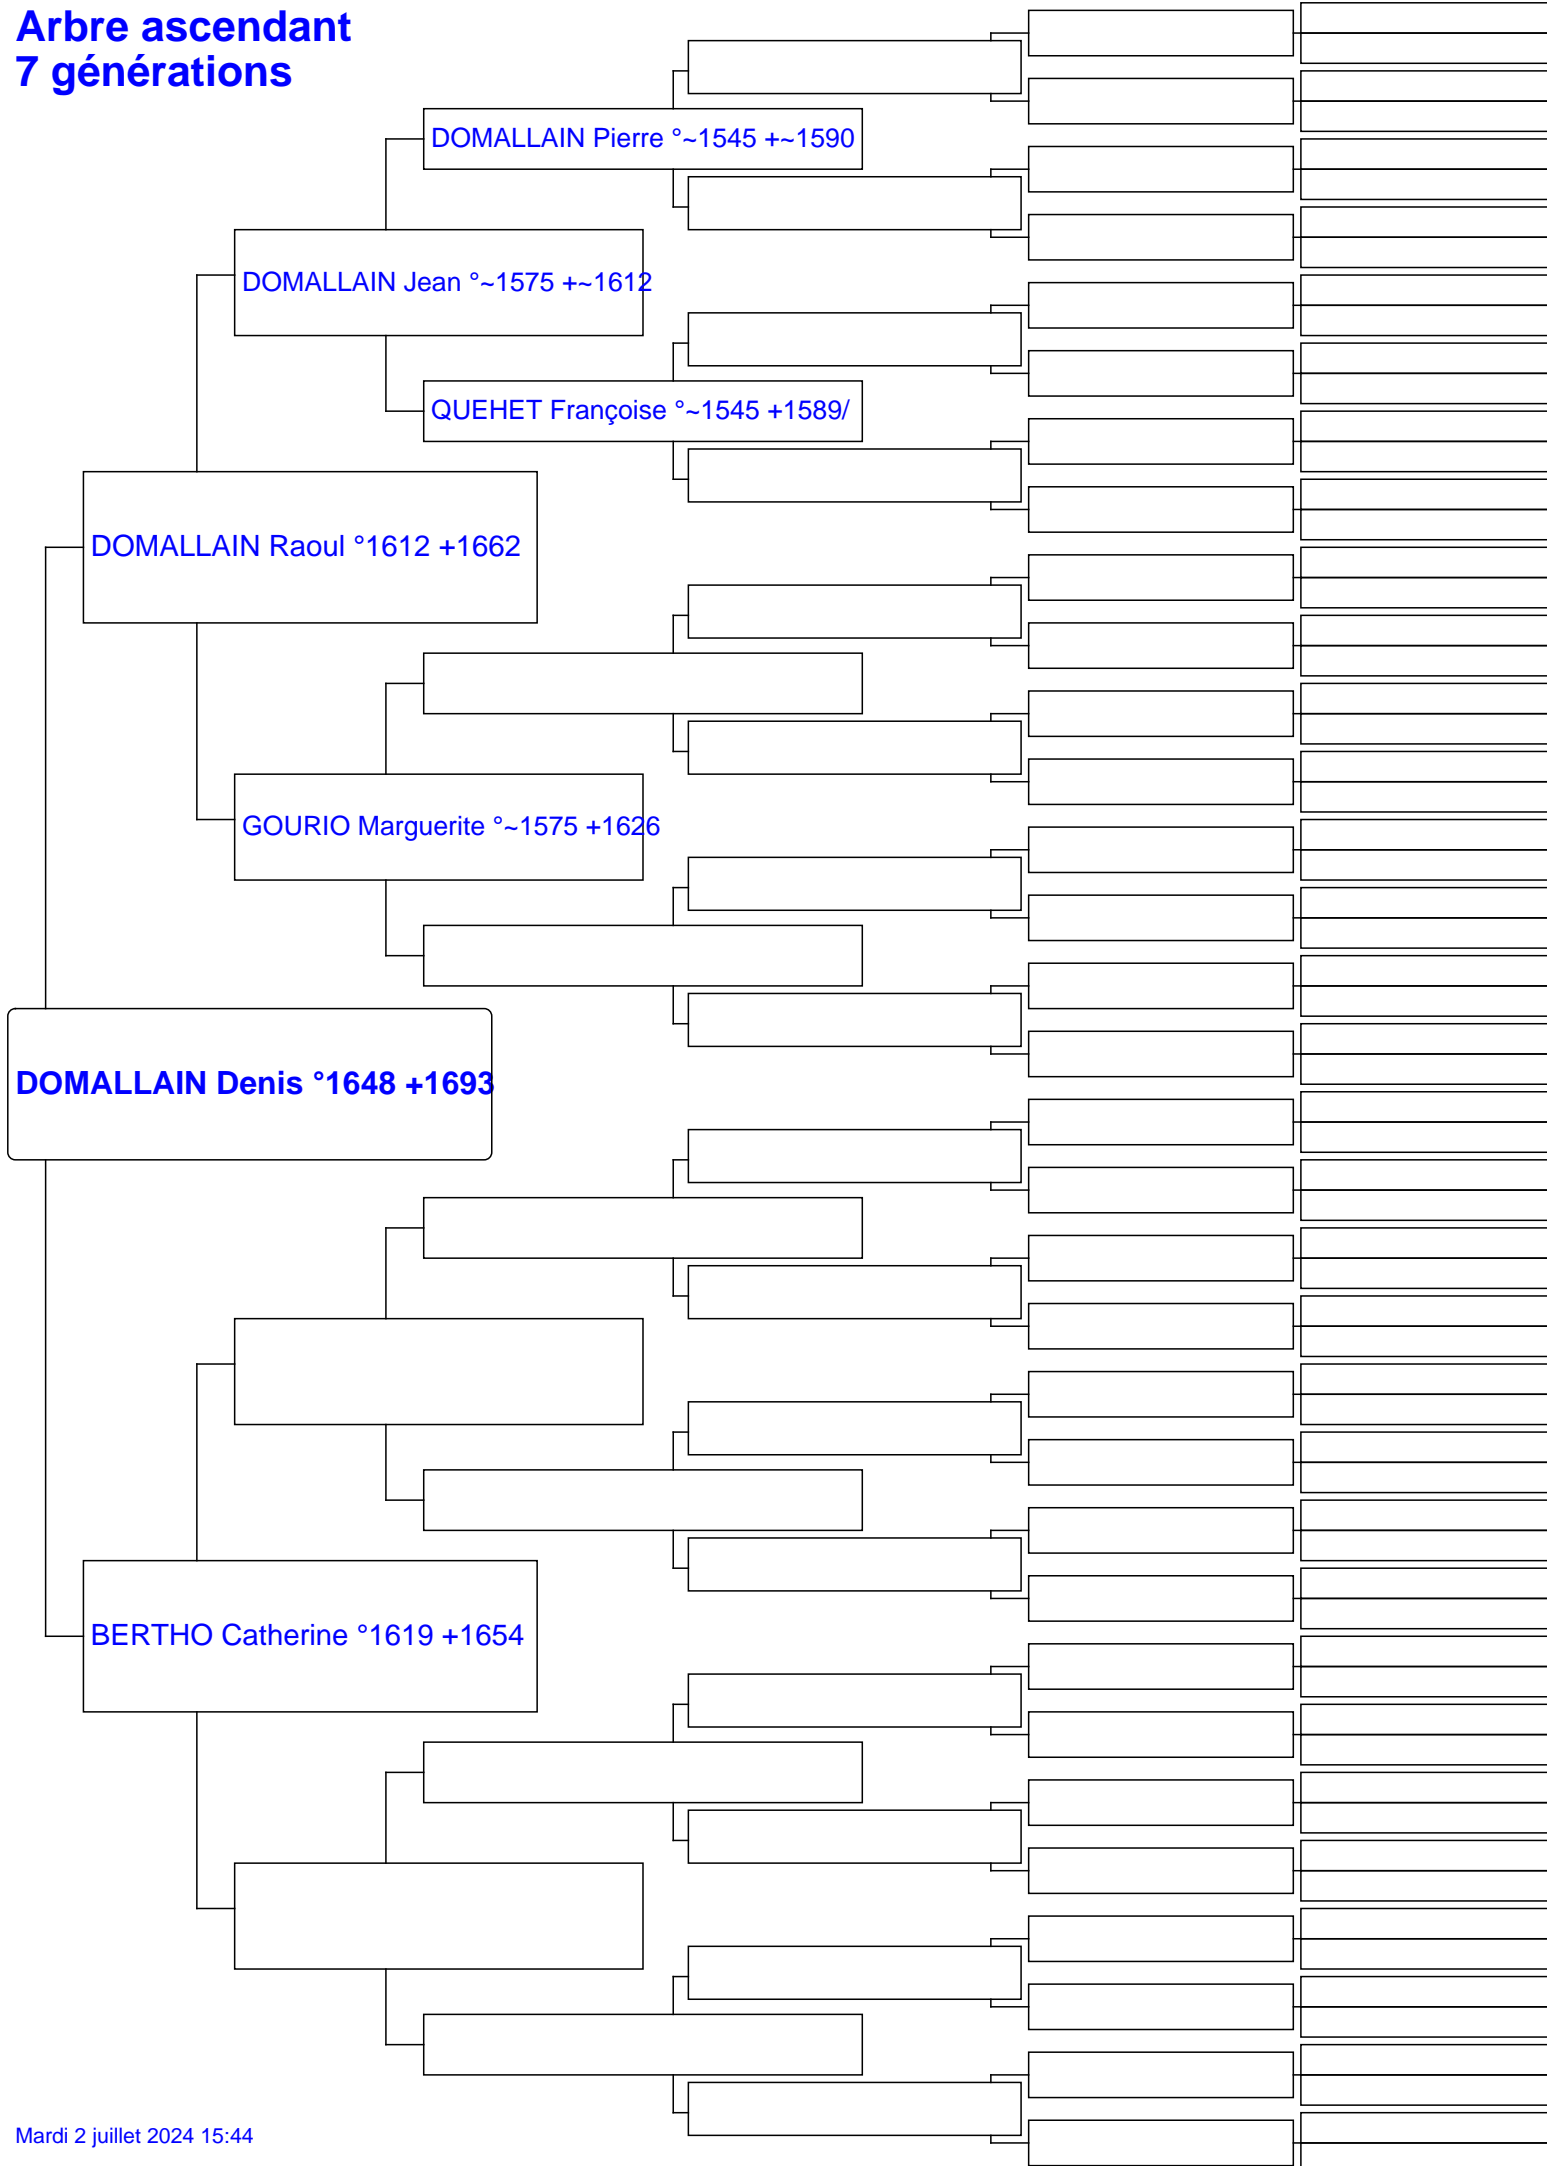 Arbre ascendant
7 générations
DOMALLAIN Pierre °~1545 +~1590
DOMALLAIN Jean °~1575 +~1612
QUEHET Françoise °~1545 +1589/
DOMALLAIN Raoul °1612 +1662
GOURIO Marguerite °~1575 +1626
DOMALLAIN Denis °1648 +1693
BERTHO Catherine °1619 +1654
Mardi 2 juillet 2024 15:44